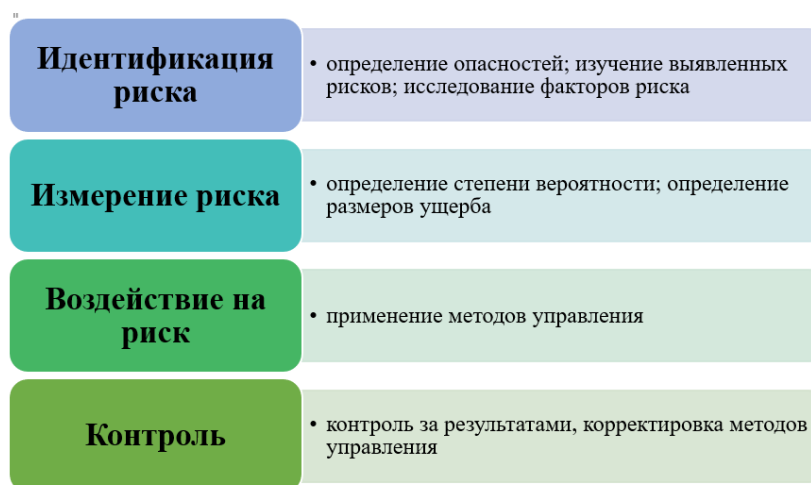 "
Идентификация
риска
• определение опасностей; изучение выявленных
рисков; исследование факторов риска
Измерение риска
• определение степени вероятности; определение
размеров ущерба
Воздействие на
риск
• применение методов управления
Контроль
• контроль за результатами, корректировка методов
управления